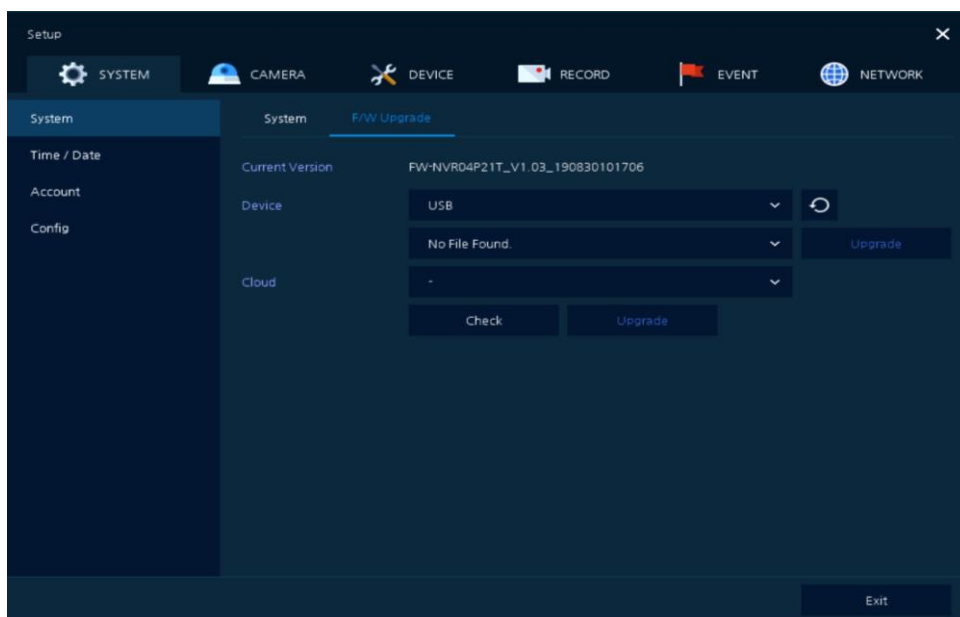 Setup
SYSTEM CAMERA DEVICE RECORD EVENT NETWORK
System System F/W Upgrade
Time / Date
Current Version FW-NVR04P21T_V1.03_190830101706
Account
Device USB
Config
No File Found. Upgrade
Cloud -
Check Upgrade
Exit